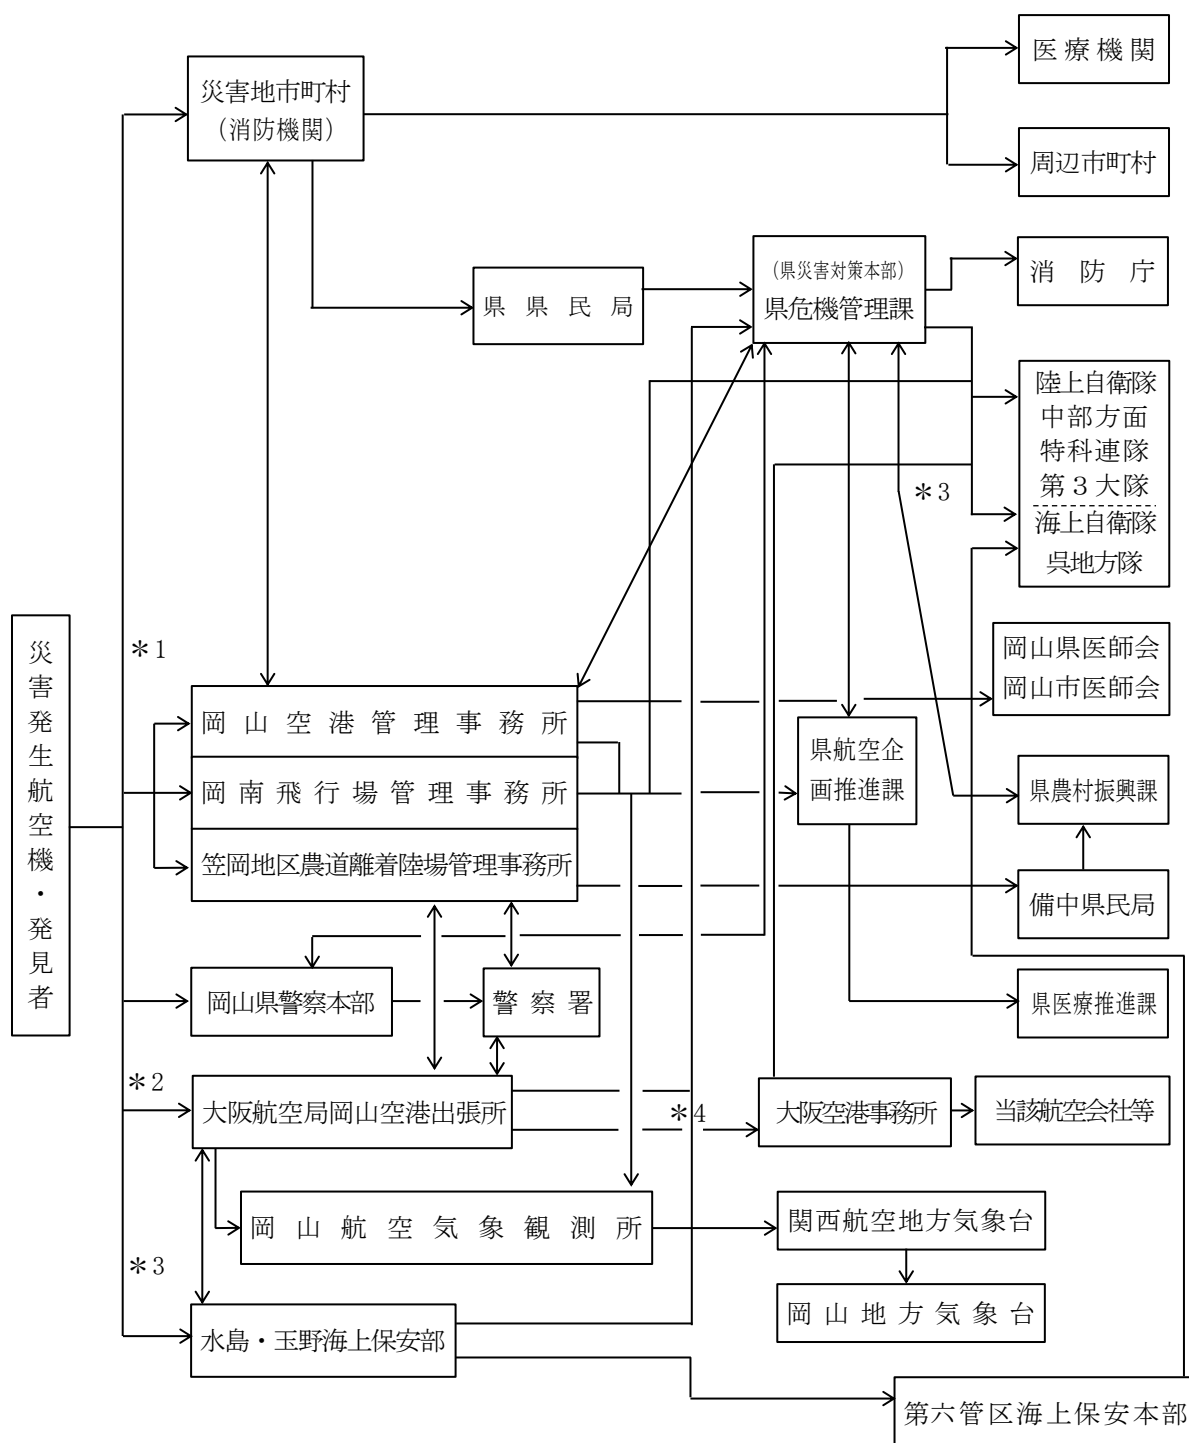 医療機関
災害地市町村
（消防機関）
周辺市町村
（県災害対策本部）
県危機管理課
消防庁
県県民局
陸上自衛隊
中部方面
特科連隊
第３大隊
海上自衛隊
呉地方隊
＊3
災害発生航空機・発見者
＊1
岡山県医師会
岡山市医師会
岡山空港管理事務所
岡南飛行場管理事務所
笠岡地区農道離着陸場管理事務所
県航空企
画推進課
県農村振興課
備中県民局
岡山県警察本部
警察署
県医療推進課
＊2
大阪航空局岡山空港出張所
＊4
大阪空港事務所
当該航空会社等
岡山航空気象観測所
関西航空地方気象台
＊3
岡山地方気象台
水島・玉野海上保安部
第六管区海上保安本部